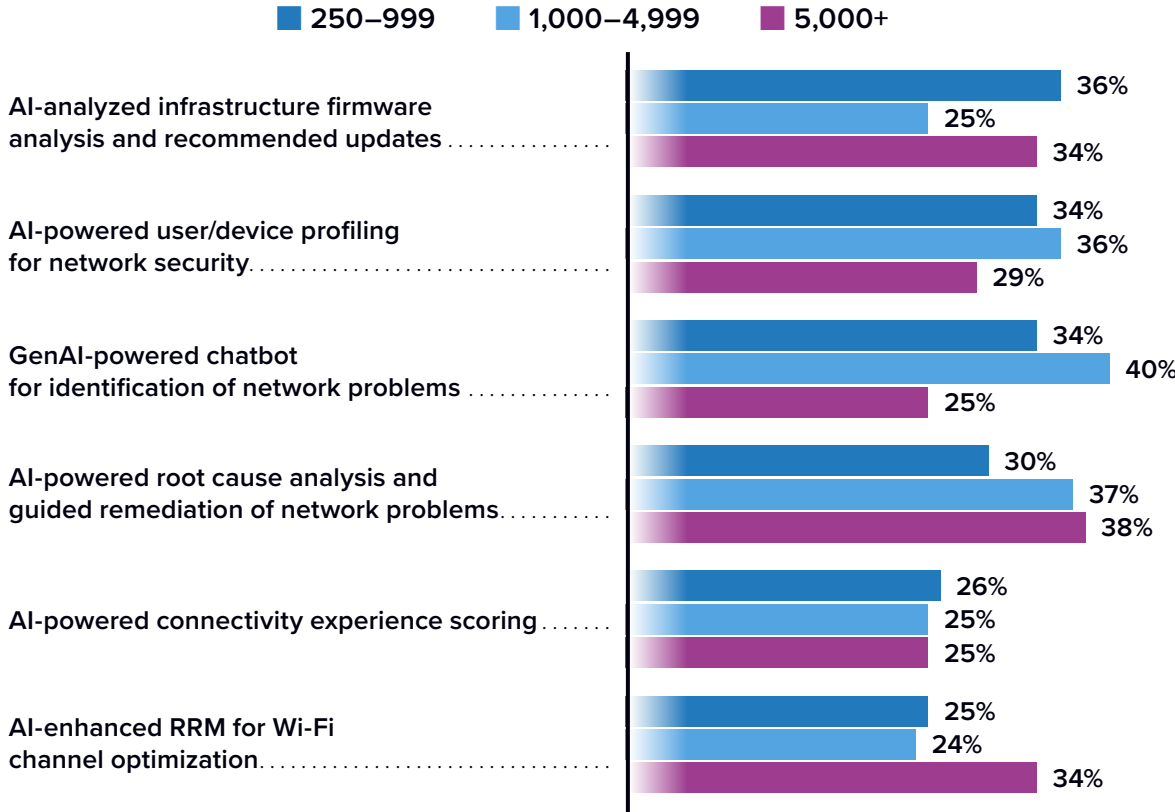 250–999 1,000–4,999 5,000+
AI-analyzed infrastructure firmware
analysis and recommended updates
36%
25%
34%
AI-powered user/device profiling
for network security
34%
36%
29%
GenAI-powered chatbot
for identification of network problems
34%
40%
25%
AI-powered root cause analysis and
guided remediation of network problems
30%
37%
38%
AI-powered connectivity experience scoring
26%
25%
25%
AI-enhanced RRM for Wi-Fi
channel optimization
25%
24%
34%